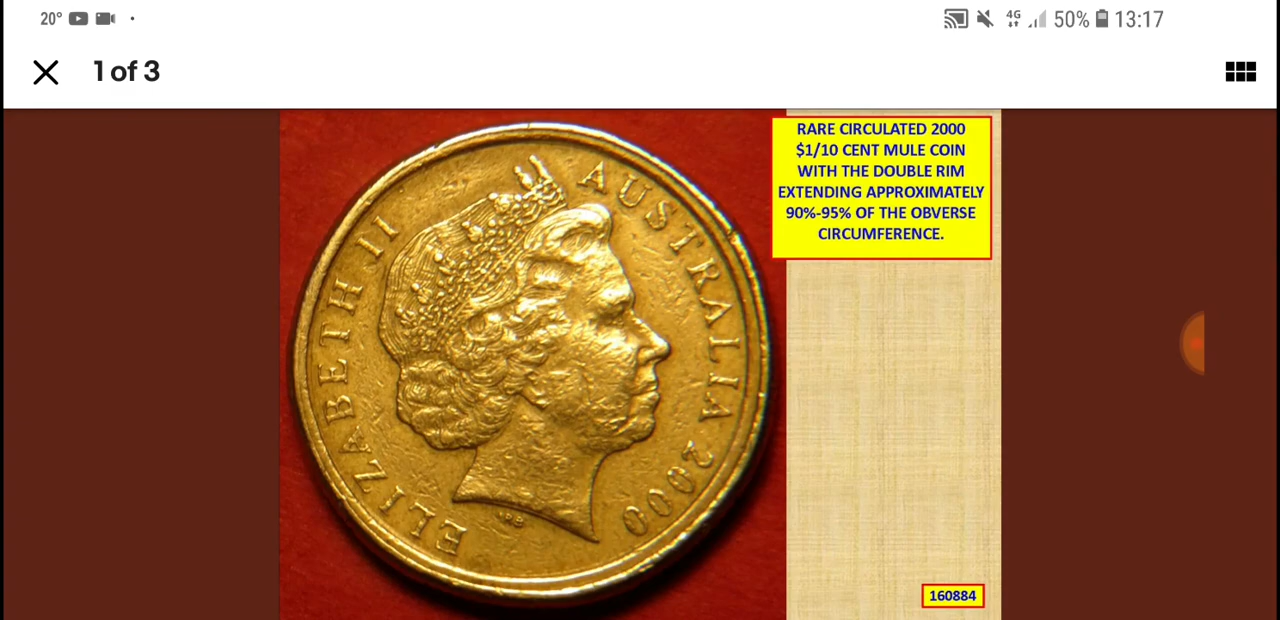 20°
4G
50%
13:17
1 of 3
RARE CIRCULATED 2000
$1/10 CENT MULE COIN
WITH THE DOUBLE RIM
EXTENDING APPROXIMATELY
90%-95% OF THE OBVERSE
CIRCUMFERENCE.
ELIZABETH II
AUSTRALIA 2000
IRB
160884